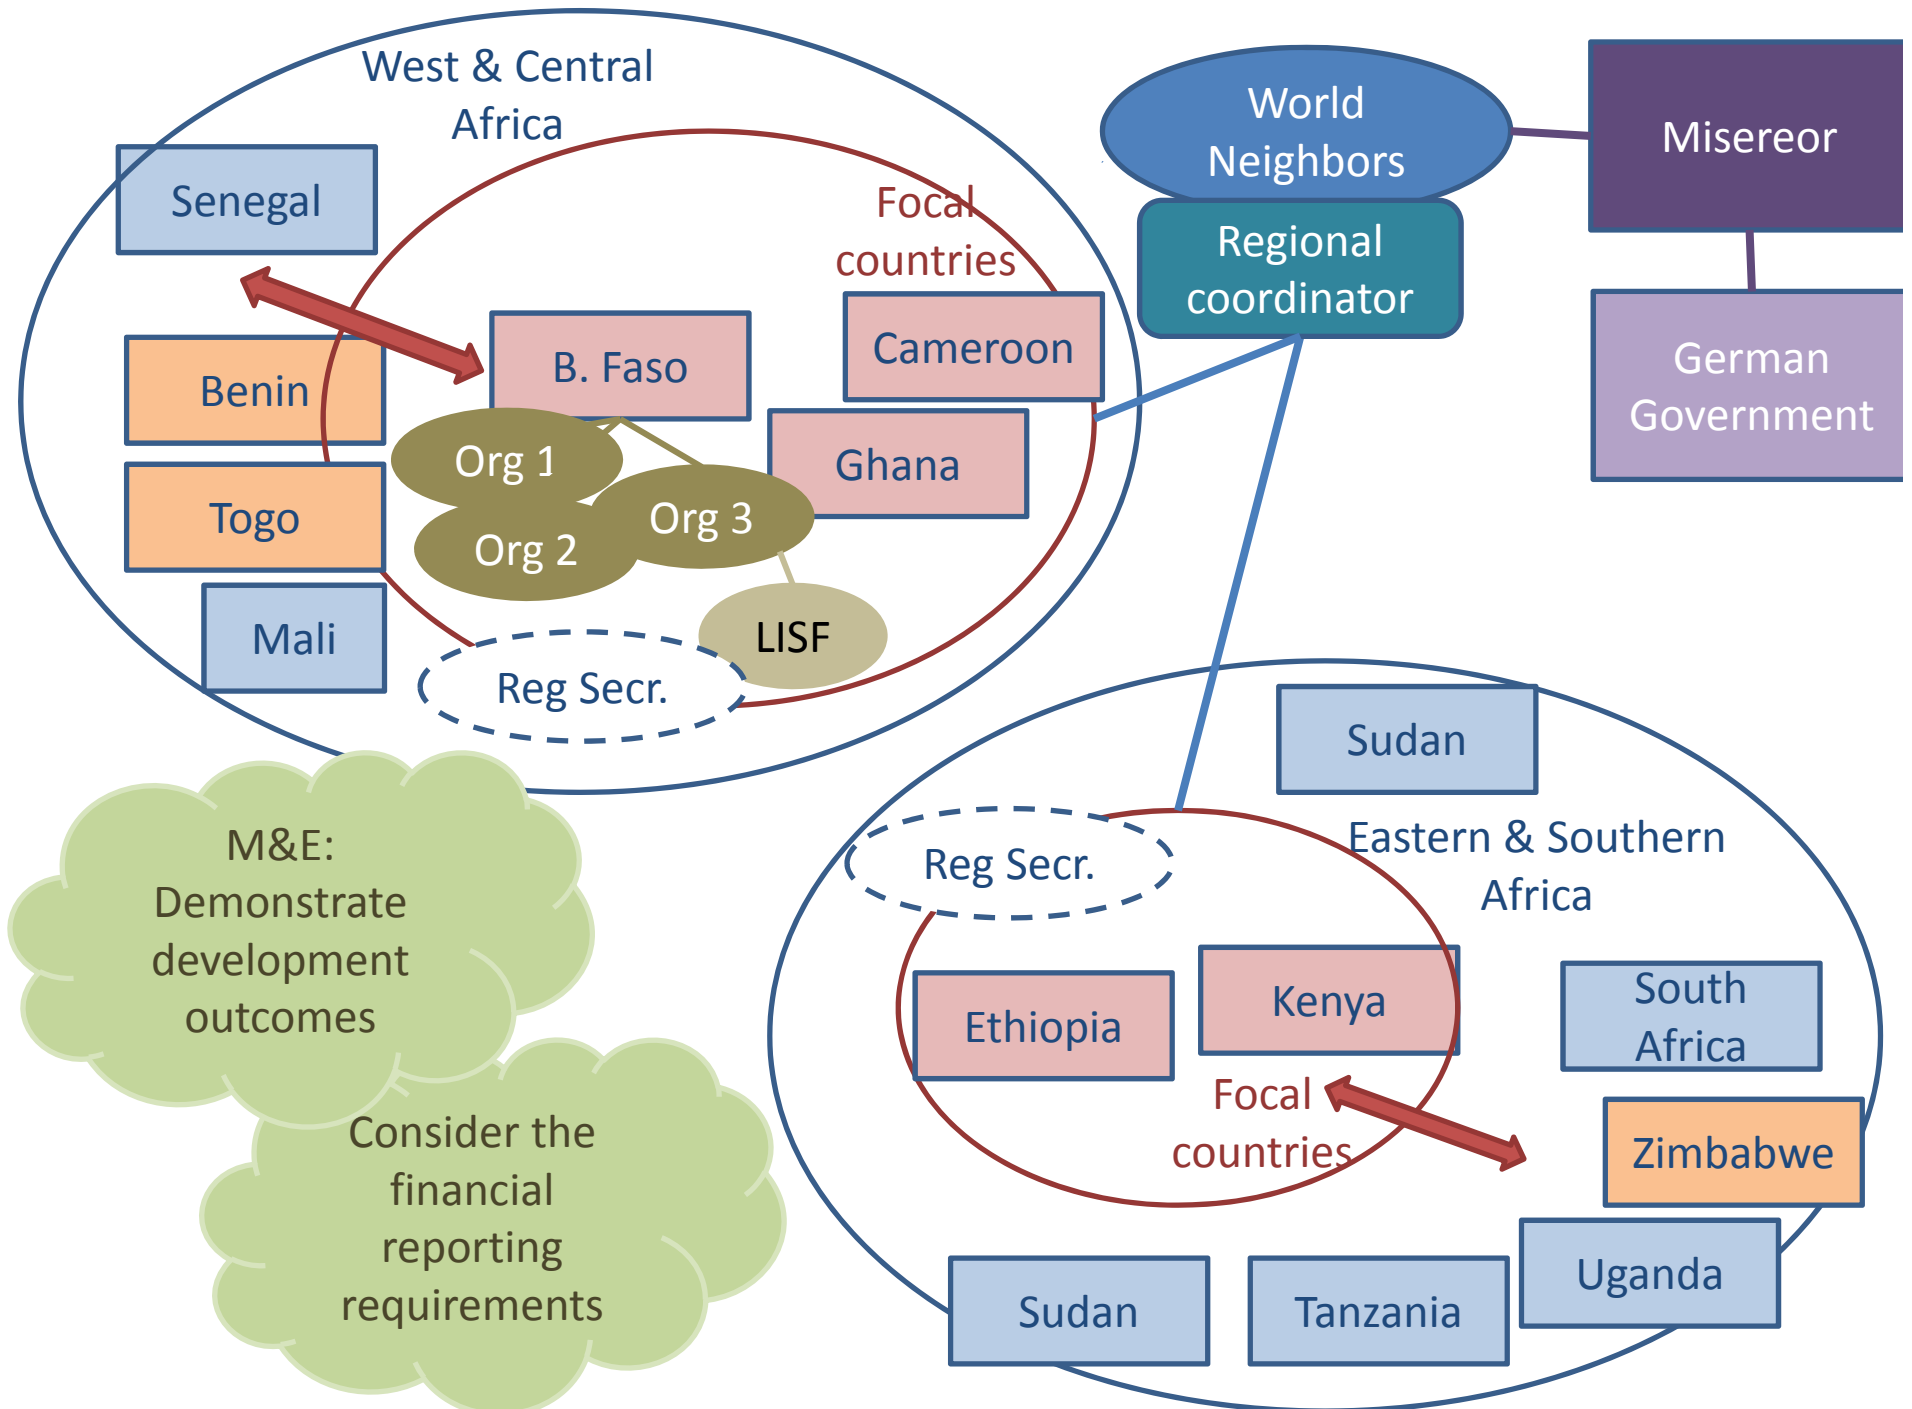 West & Central
Africa
Senegal
Focal
countries
Cameroon
B. Faso
Benin
Org 1
Ghana
Togo
Org 3
Org 2
Mali
LISF
Reg Secr.
World
Neighbors
Regional
coordinator
Misereor
German
Government
M&E:
Demonstrate
development
outcomes
Consider the
financial
reporting
requirements
Sudan
Eastern & Southern
Africa
Reg Secr.
Ethiopia
Kenya
South
Africa
Focal
countries
Zimbabwe
Uganda
Sudan
Tanzania